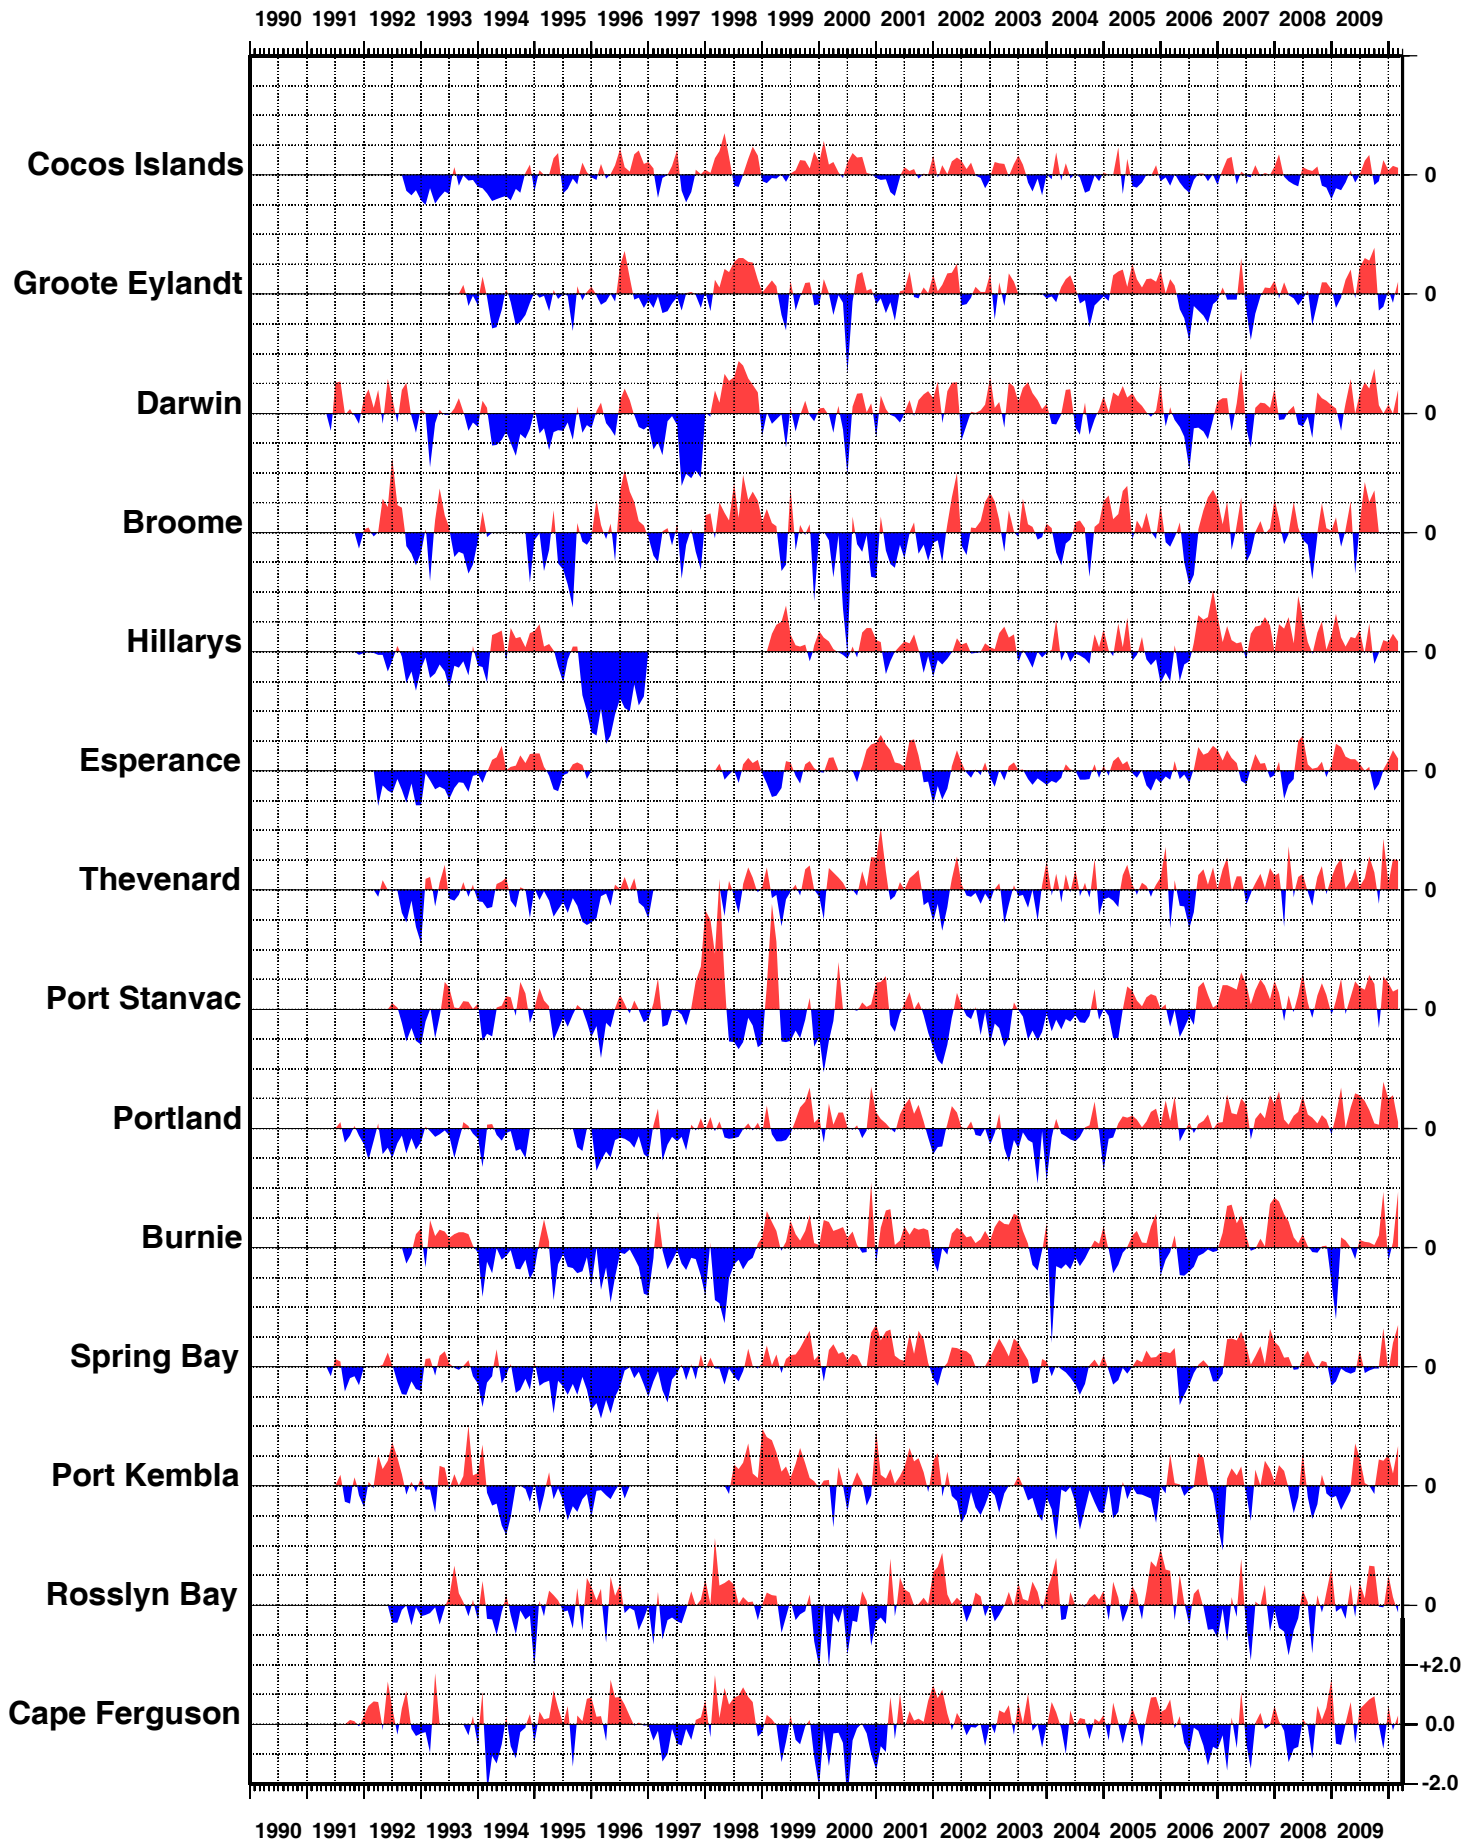 1990 1991 1992 1993 1994 1995 1996 1997 1998 1999 2000 2001 2002 2003 2004 2005 2006 2007 2008 2009
Cocos Islands 0
Groote Eylandt 0
Darwin 0
Broome 0
Hillarys 0
Esperance 0
Thevenard 0
Port Stanvac 0
Portland 0
Burnie 0
Spring Bay 0
Port Kembla 0
Rosslyn Bay 0
+2.0
Cape Ferguson 0.0
-2.0
1990 1991 1992 1993 1994 1995 1996 1997 1998 1999 2000 2001 2002 2003 2004 2005 2006 2007 2008 2009